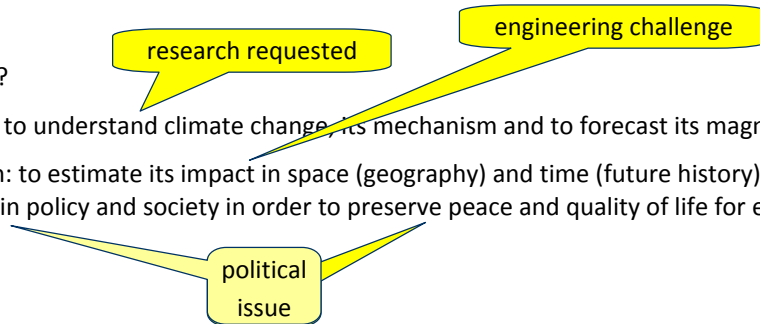 engineering challenge
research requested
?
to understand climate change, its mechanism and to forecast its magn
: to estimate its impact in space (geography) and time (future history)
in policy and society in order to preserve peace and quality of life for e
political
issue